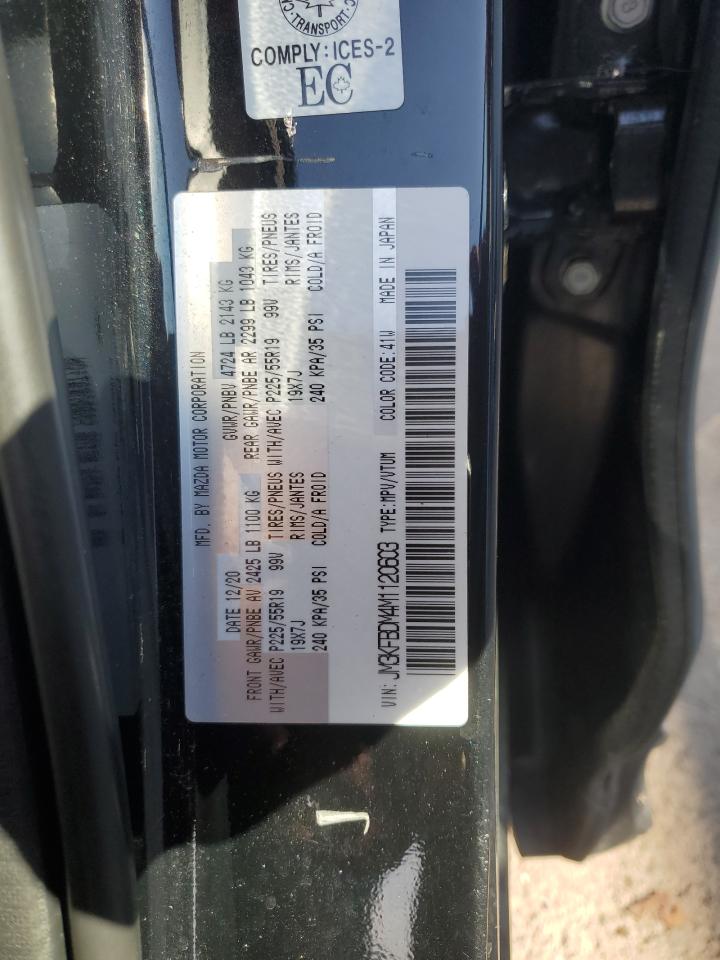 TRANSPORT
COMPLY:ICES-2
EC
MFD. BY MAZDA MOTOR CORPORATION
DATE 12/20 GVWR/PNBV 4724 LB 2143 KG
FRONT GAWR/PNBE AV 2425 LB 1100 KG REAR GAWR/PNBE AR 2299 LB 1043 KG
WITH/AVEC P225/55R19 99V TIRES/PNEUS WITH/AVEC P225/55R19 99V TIRES/PNEUS
19X7J RIMS/JANTES 19X7J RIMS/JANTES
240 KPA/35 PSI COLD/A FROID 240 KPA/35 PSI COLD/A FROID
VIN: JM3KFBDM4M1120603 TYPE:MPV/VTUM COLOR CODE:41W MADE IN JAPAN